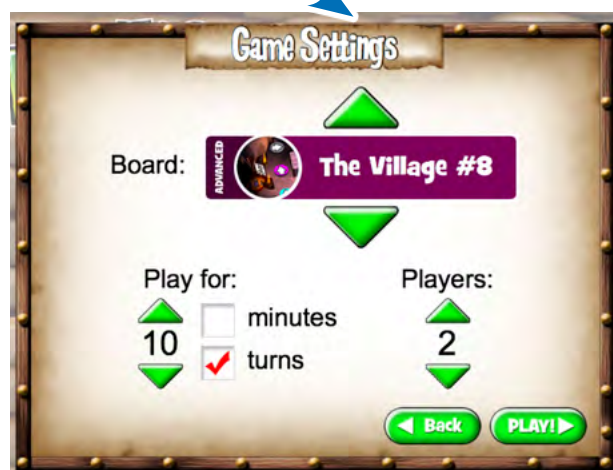 Game Settings
Board:
ADVANCED
The Village #8
Play for:
Players:
10
minutes
turns
2
Back
PLAY!